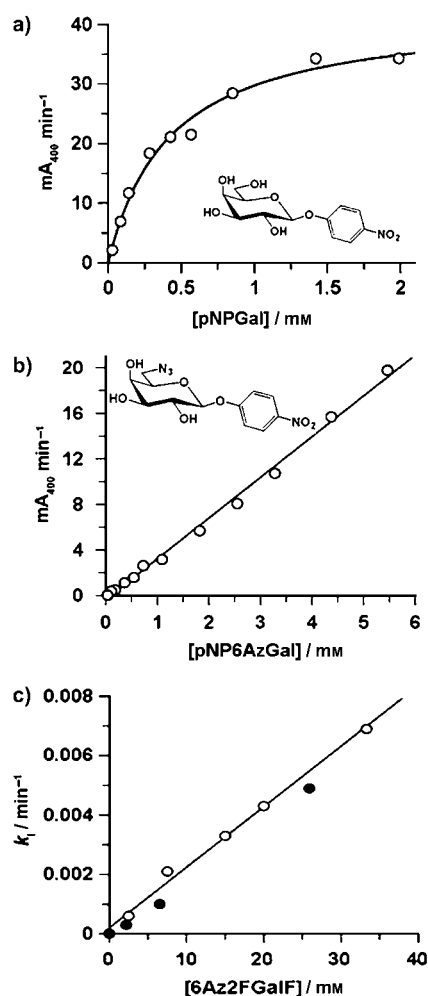 a)
mA₄₀₀ min⁻¹
40
30
20
10
0
OH
OH
HO
O
OH
O
NO₂
0
0.5
1
1.5
2
[pNPGal] / mM
b)
mA₄₀₀ min⁻¹
20
16
12
8
4
0
OH
N₃
HO
O
OH
O
NO₂
0
1
2
3
4
5
6
[pNP6AzGal] / mM
c)
kᵢ / min⁻¹
0.008
0.006
0.004
0.002
0
0
10
20
30
40
[6Az2FGalF] / mM